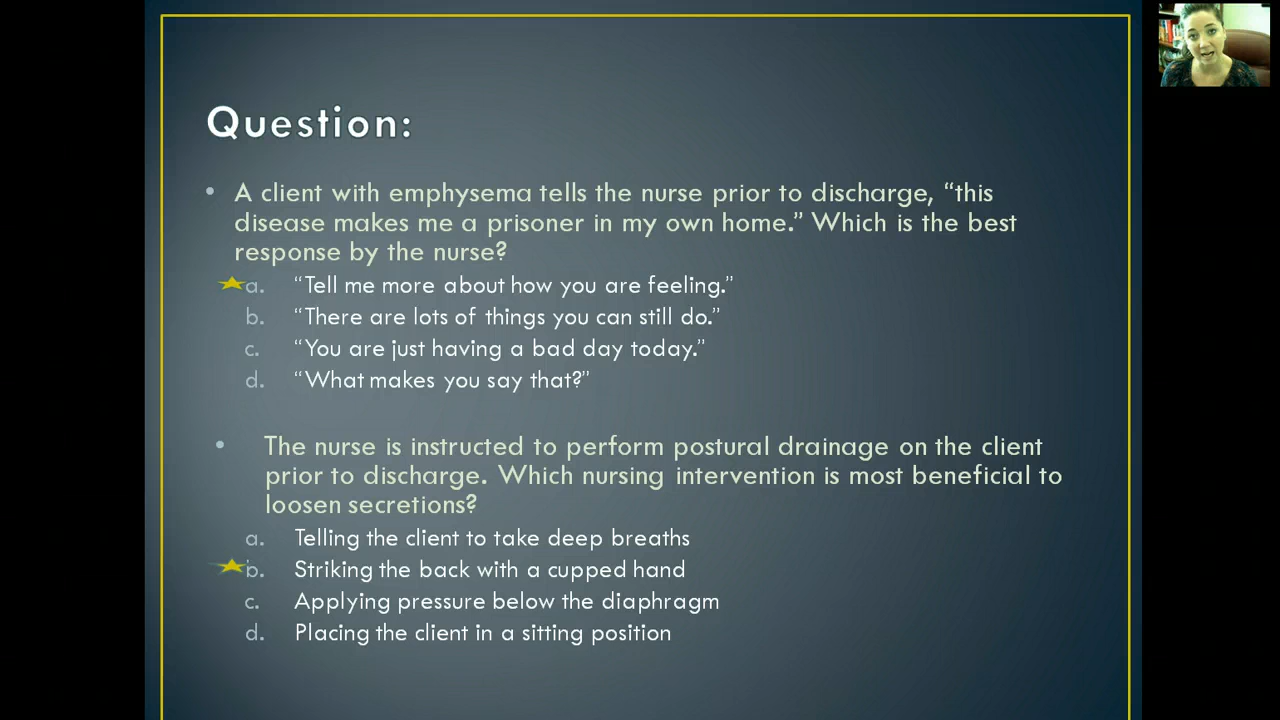 Question:
• A client with emphysema tells the nurse prior to discharge, “this
disease makes me a prisoner in my own home.” Which is the best
response by the nurse?
a. “Tell me more about how you are feeling.”
b. “There are lots of things you can still do.”
c. “You are just having a bad day today.”
d. “What makes you say that?”
• The nurse is instructed to perform postural drainage on the client
prior to discharge. Which nursing intervention is most beneficial to
loosen secretions?
a. Telling the client to take deep breaths
b. Striking the back with a cupped hand
c. Applying pressure below the diaphragm
d. Placing the client in a sitting position